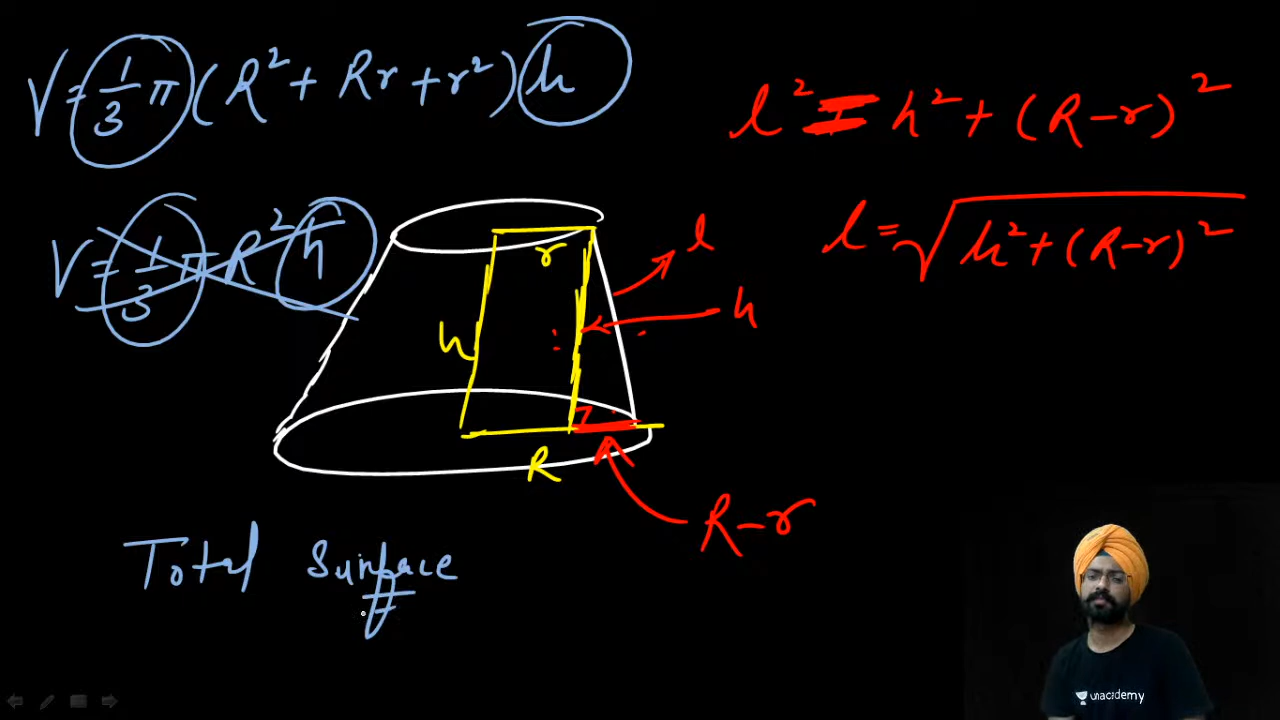 V = 1/3 π (R² + Rr + r²) h
l² = h² + (R-r)²
V = 1/3 π R² h
l = √(h² + (R-r)²)
r
l
h
h
R
R-r
Total Surface
unacademy